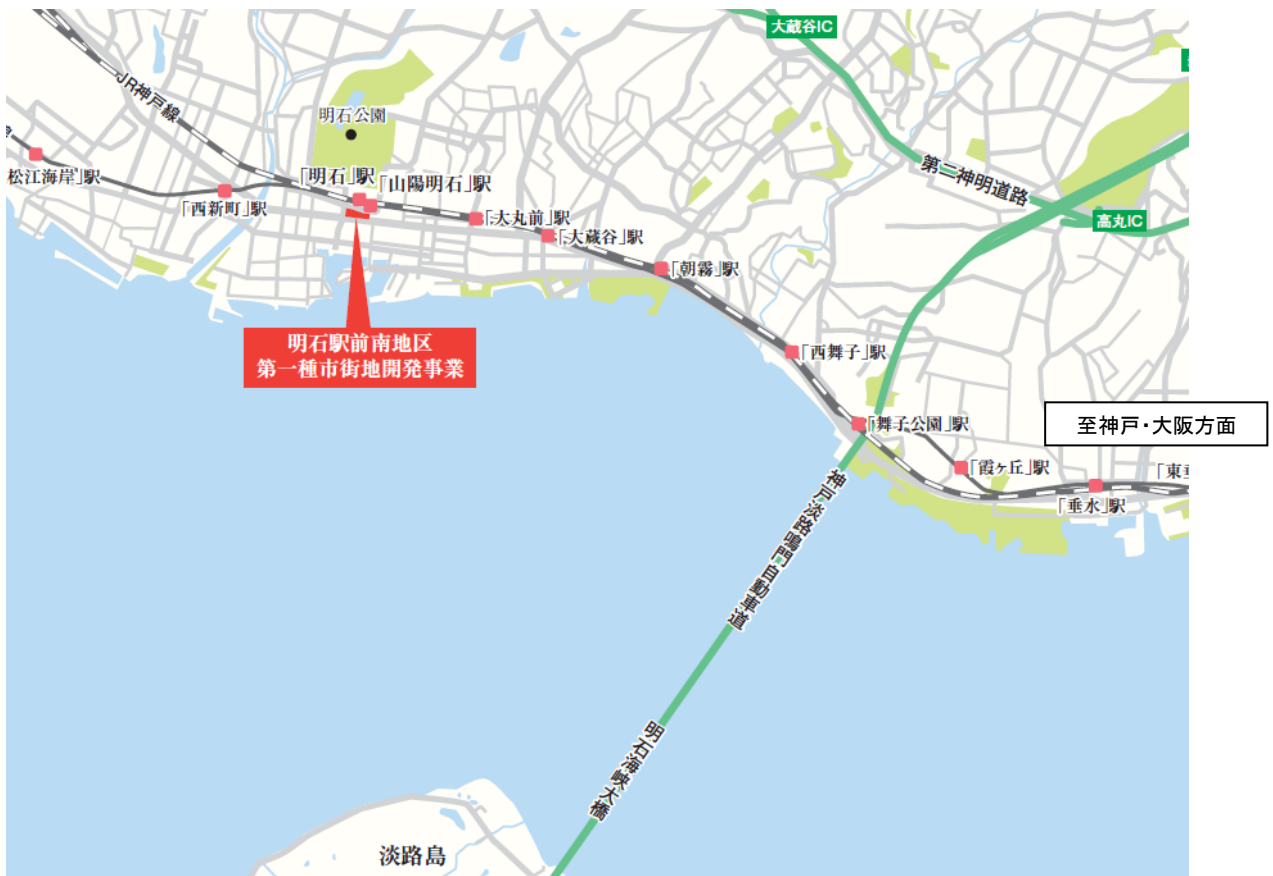 大蔵谷IC
JR神戸線
明石公園
第二神明道路
「明石」駅
「山陽明石」駅
松江海岸」駅
「西新町」駅
「大丸前」駅
「大蔵谷」駅
高丸IC
「朝霧」駅
明石駅前南地区
第一種市街地開発事業
「西舞子」駅
至神戸・大阪方面
「舞子公園」駅
「霞ヶ丘」駅
「東垂
「垂水」駅
神戸淡路鳴門自動車道
明石海峡大橋
淡路島